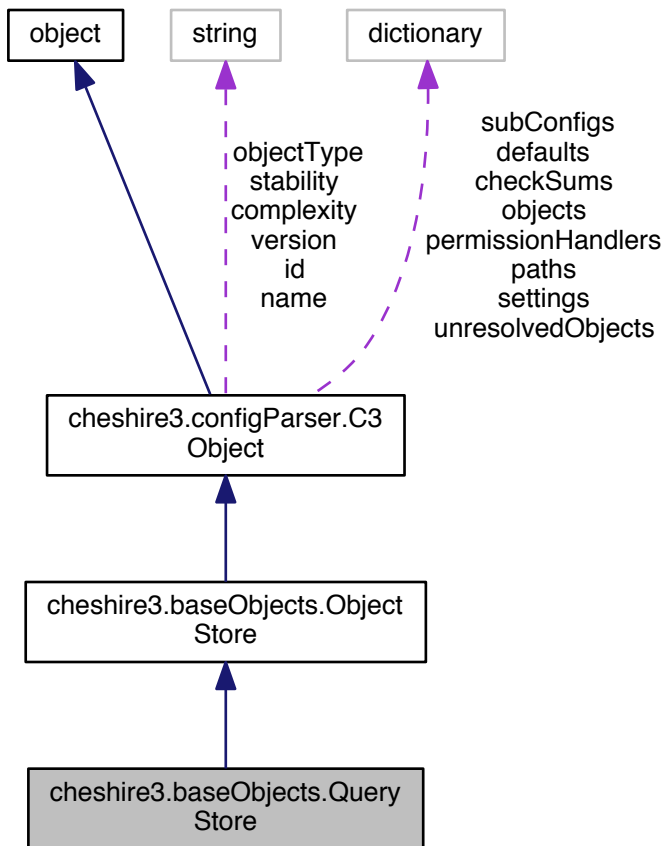 object
string
dictionary
objectType
stability
complexity
version
id
name
subConfigs
defaults
checkSums
objects
permissionHandlers
paths
settings
unresolvedObjects
cheshire3.configParser.C3
Object
cheshire3.baseObjects.Object
Store
cheshire3.baseObjects.Query
Store